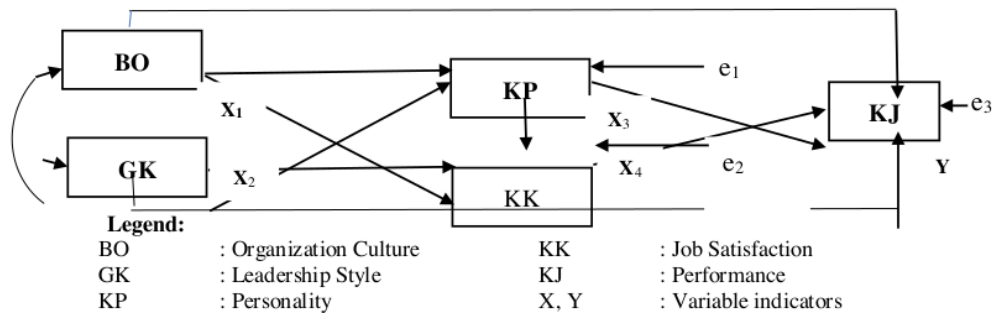 BO
KP
e1
KJ
e3
X1
X3
GK
X2
X4
e2
Y
KK
Legend:
BO : Organization Culture KK : Job Satisfaction
GK : Leadership Style KJ : Performance
KP : Personality X, Y : Variable indicators